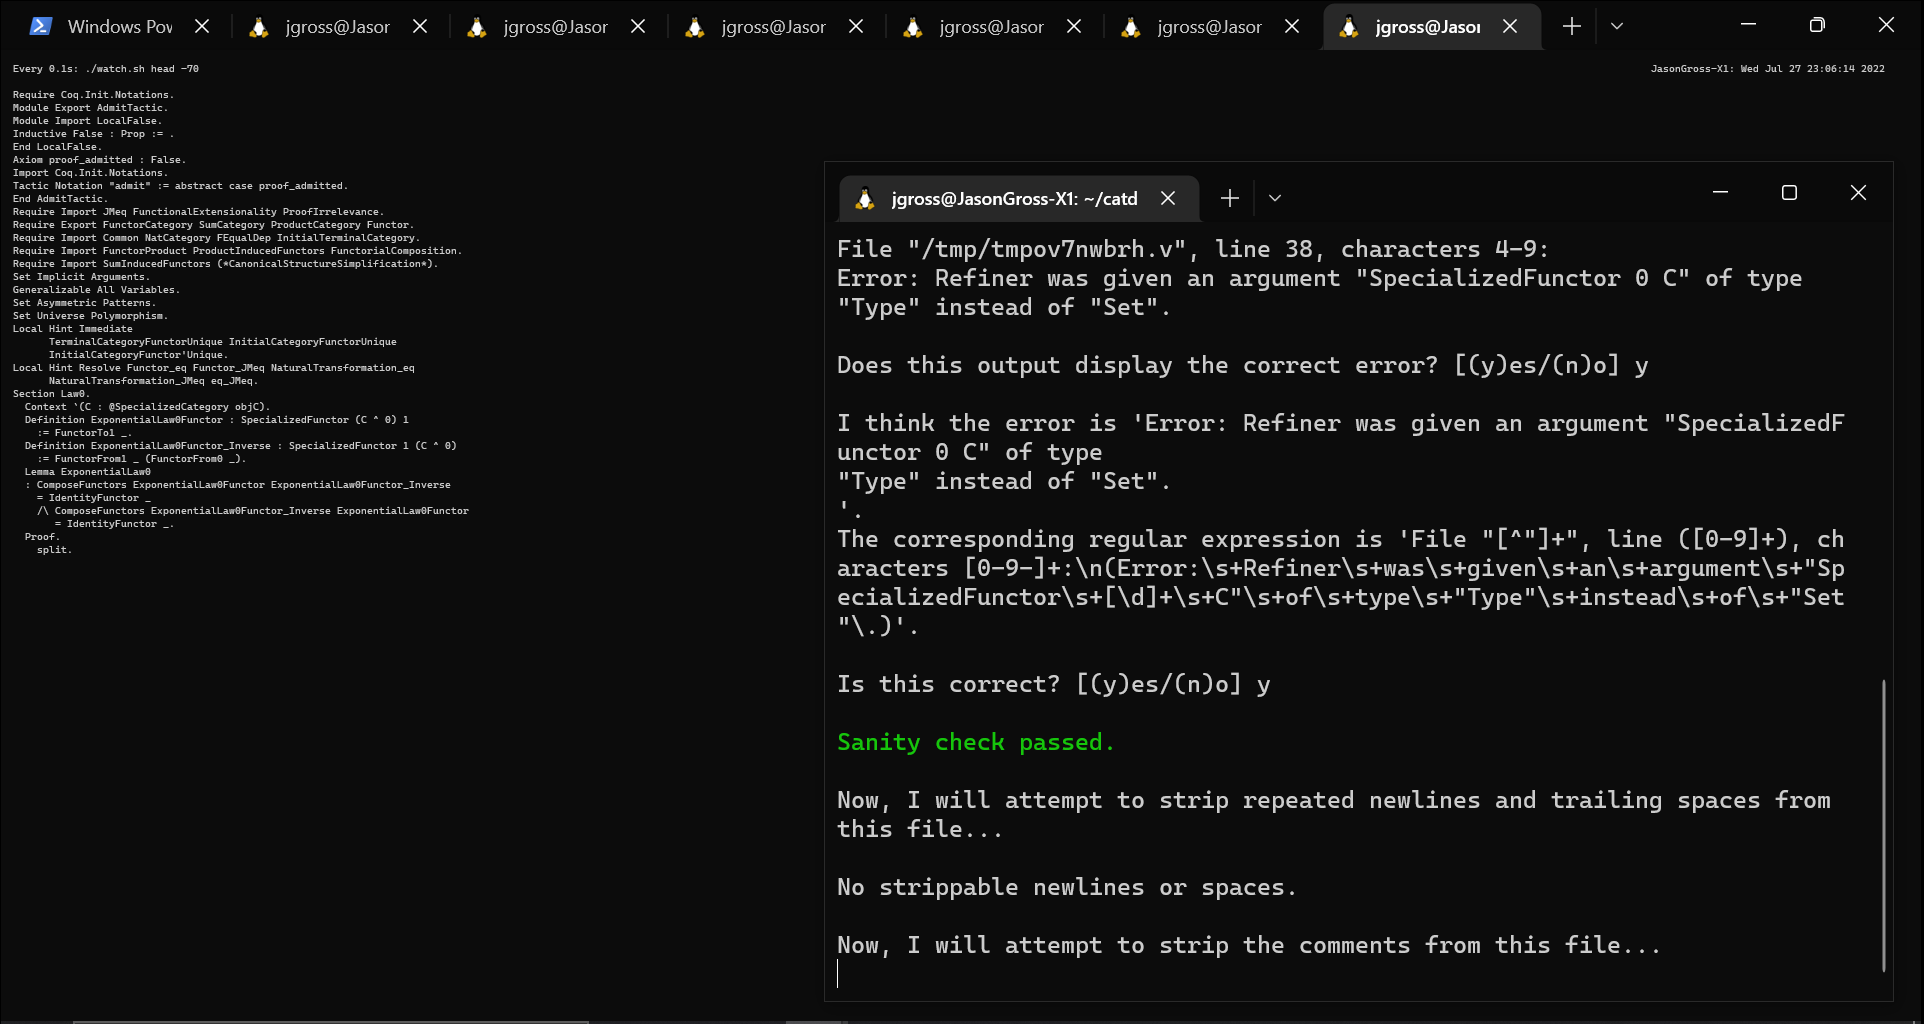 Windows Pov
jgross@Jasor
jgross@Jasor
jgross@Jasor
jgross@Jasor
jgross@Jasor
jgross@Jasor
Every 0.1s: ./watch.sh head -70
JasonGross-X1: Wed Jul 27 23:06:14 2022
Require Coq.Init.Notations.
Module Export AdmitTactic.
Module Import LocalFalse.
Inductive False : Prop := .
End LocalFalse.
Axiom proof_admitted : False.
Import Coq.Init.Notations.
Tactic Notation "admit" := abstract case proof_admitted.
End AdmitTactic.
Require Import JMeq FunctionalExtensionality ProofIrrelevance.
Require Export FunctorCategory SumCategory ProductCategory Functor.
Require Import Common NatCategory FEqualDep InitialTerminalCategory.
Require Import FunctorProduct ProductInducedFunctors FunctorialComposition.
Require Import SumInducedFunctors (*CanonicalStructureSimplification*).
Set Implicit Arguments.
Generalizable All Variables.
Set Asymmetric Patterns.
Set Universe Polymorphism.
Local Hint Immediate
      TerminalCategoryFunctorUnique InitialCategoryFunctorUnique
      InitialCategoryFunctor'Unique.
Local Hint Resolve Functor_eq Functor_JMeq NaturalTransformation_eq
      NaturalTransformation_JMeq eq_JMeq.
Section Law0.
  Context `(C : @SpecializedCategory objC).
  Definition ExponentialLaw0Functor : SpecializedFunctor (C ^ 0) 1
    := FunctorTo1 _.
  Definition ExponentialLaw0Functor_Inverse : SpecializedFunctor 1 (C ^ 0)
    := FunctorFrom1 _ (FunctorFrom0 _).
  Lemma ExponentialLaw0
  : ComposeFunctors ExponentialLaw0Functor ExponentialLaw0Functor_Inverse
    = IdentityFunctor _
    /\ ComposeFunctors ExponentialLaw0Functor_Inverse ExponentialLaw0Functor
       = IdentityFunctor _.
  Proof.
    split.
jgross@JasonGross-X1: ~/catd
File "/tmp/tmpov7nwbrh.v", line 38, characters 4-9:
Error: Refiner was given an argument "SpecializedFunctor 0 C" of type
"Type" instead of "Set".
Does this output display the correct error? [(y)es/(n)o] y
I think the error is 'Error: Refiner was given an argument "SpecializedF
unctor 0 C" of type
"Type" instead of "Set".
'.
The corresponding regular expression is 'File "[^"]+", line ([0-9]+), ch
aracters [0-9-]+:\n(Error:\s+Refiner\s+was\s+given\s+an\s+argument\s+"Sp
ecializedFunctor\s+[\d]+\s+C"\s+of\s+type\s+"Type"\s+instead\s+of\s+"Set
"\.)'.
Is this correct? [(y)es/(n)o] y
Sanity check passed.
Now, I will attempt to strip repeated newlines and trailing spaces from
this file...
No strippable newlines or spaces.
Now, I will attempt to strip the comments from this file...